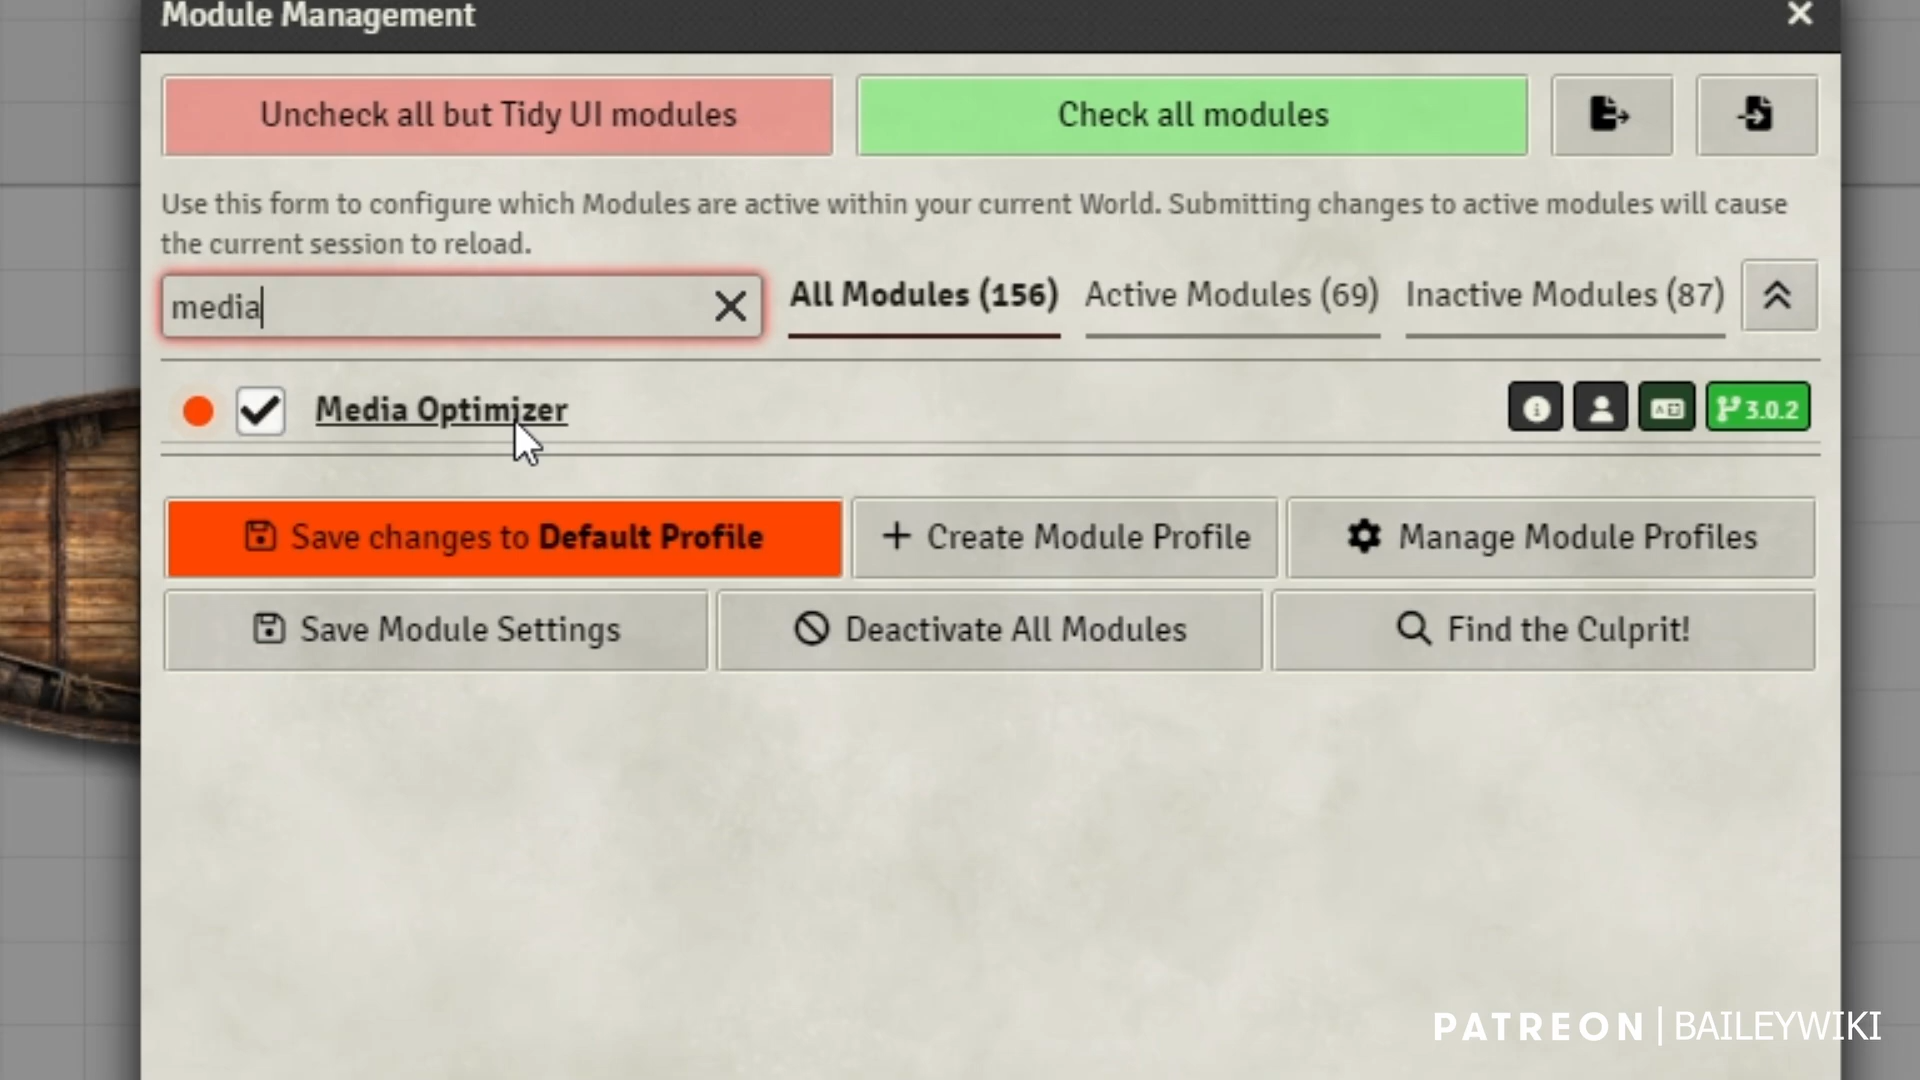 Module Management
Uncheck all but Tidy UI modules
Check all modules
Use this form to configure which Modules are active within your current World. Submitting changes to active modules will cause
the current session to reload.
media
All Modules (156)
Active Modules (69)
Inactive Modules (87)
Media Optimizer
3.0.2
Save changes to Default Profile
Create Module Profile
Manage Module Profiles
Save Module Settings
Deactivate All Modules
Find the Culprit!
PATREON | BAILEYWIKI